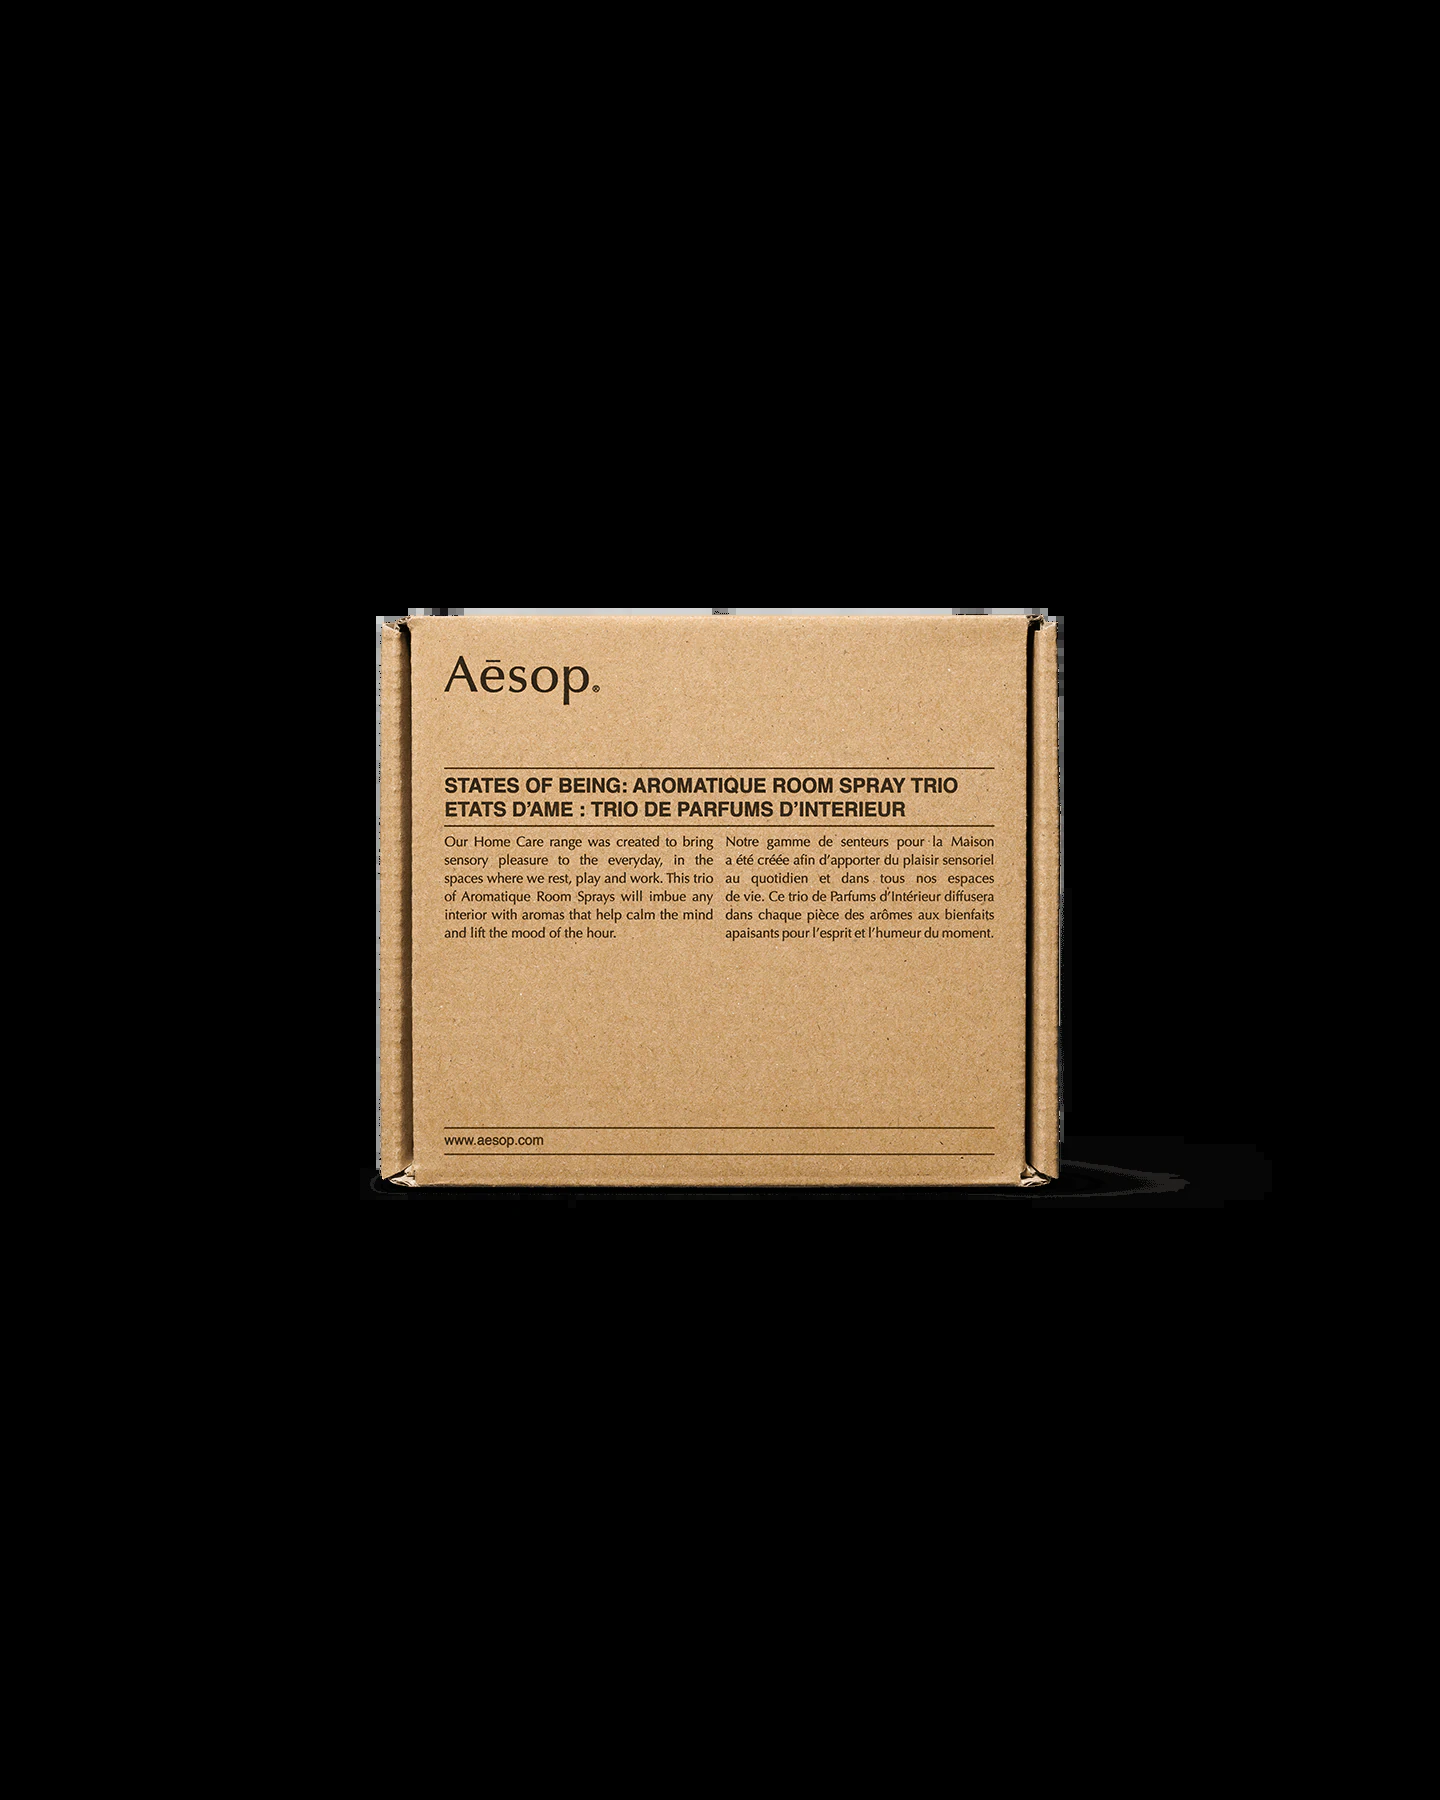 Aēsop®
STATES OF BEING: AROMATIQUE ROOM SPRAY TRIO
ETATS D’AME : TRIO DE PARFUMS D’INTERIEUR
Our Home Care range was created to bring
sensory pleasure to the everyday, in the
spaces where we rest, play and work. This trio
of Aromatique Room Sprays will imbue any
interior with aromas that help calm the mind
and lift the mood of the hour.
Notre gamme de senteurs pour la Maison
a été créée afin d’apporter du plaisir sensoriel
au quotidien et dans tous nos espaces
de vie. Ce trio de Parfums d’Intérieur diffusera
dans chaque pièce des arômes aux bienfaits
apaisants pour l’esprit et l’humeur du moment.
www.aesop.com